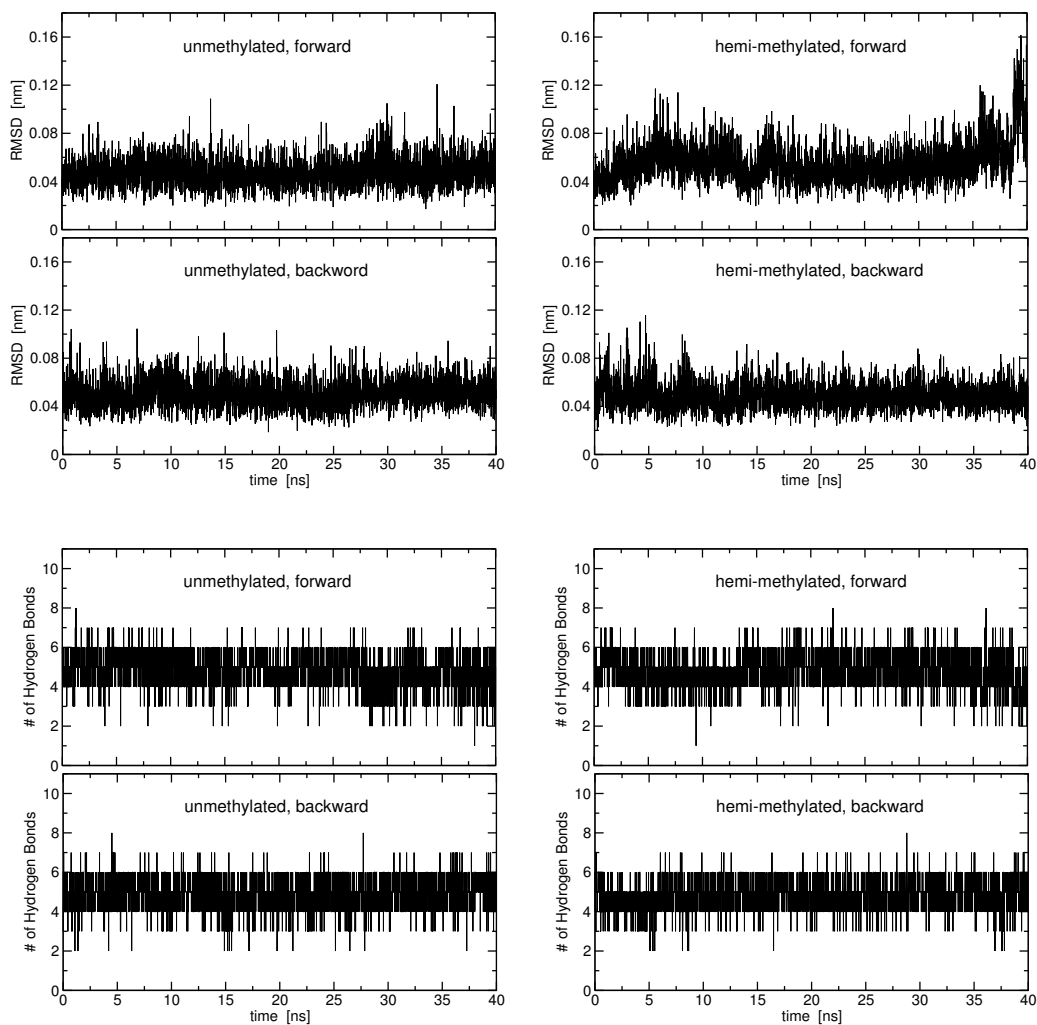 unmethylated, forward
hemi-methylated, forward
0.16
0.12
0.08
0.04
0
RMSD [nm]
0.16
0.12
0.08
0.04
0
RMSD [nm]
unmethylated, backword
hemi-methylated, backward
0.16
0.12
0.08
0.04
0
RMSD [nm]
0.16
0.12
0.08
0.04
0
RMSD [nm]
0 5 10 15 20 25 30 35 40
time [ns]
0 5 10 15 20 25 30 35 40
time [ns]
unmethylated, forward
hemi-methylated, forward
10
8
6
4
2
0
# of Hydrogen Bonds
10
8
6
4
2
0
# of Hydrogen Bonds
unmethylated, backward
hemi-methylated, backward
10
8
6
4
2
0
# of Hydrogen Bonds
10
8
6
4
2
0
# of Hydrogen Bonds
0 5 10 15 20 25 30 35 40
time [ns]
0 5 10 15 20 25 30 35 40
time [ns]